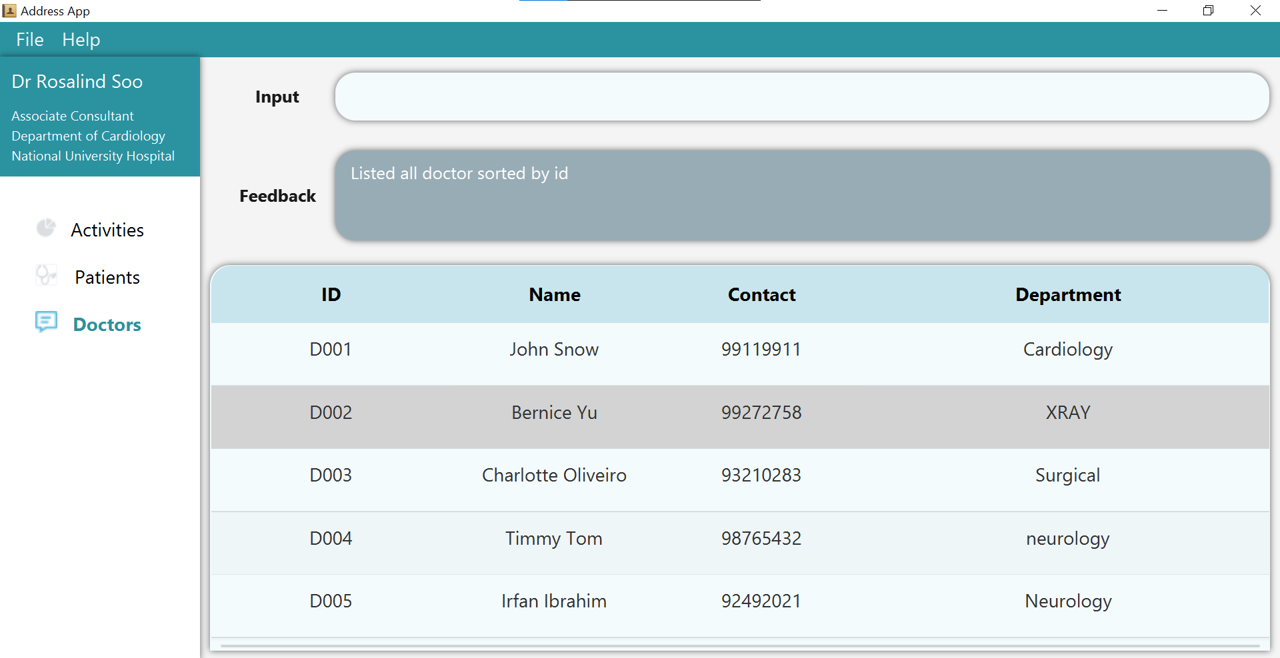 Address App
File Help
Dr Rosalind Soo
Associate Consultant
Department of Cardiology
National University Hospital
Activities
Patients
Doctors
Input
Feedback
Listed all doctor sorted by id
ID Name Contact Department
D001 John Snow 99119911 Cardiology
D002 Bernice Yu 99272758 XRAY
D003 Charlotte Oliveiro 93210283 Surgical
D004 Timmy Tom 98765432 neurology
D005 Irfan Ibrahim 92492021 Neurology